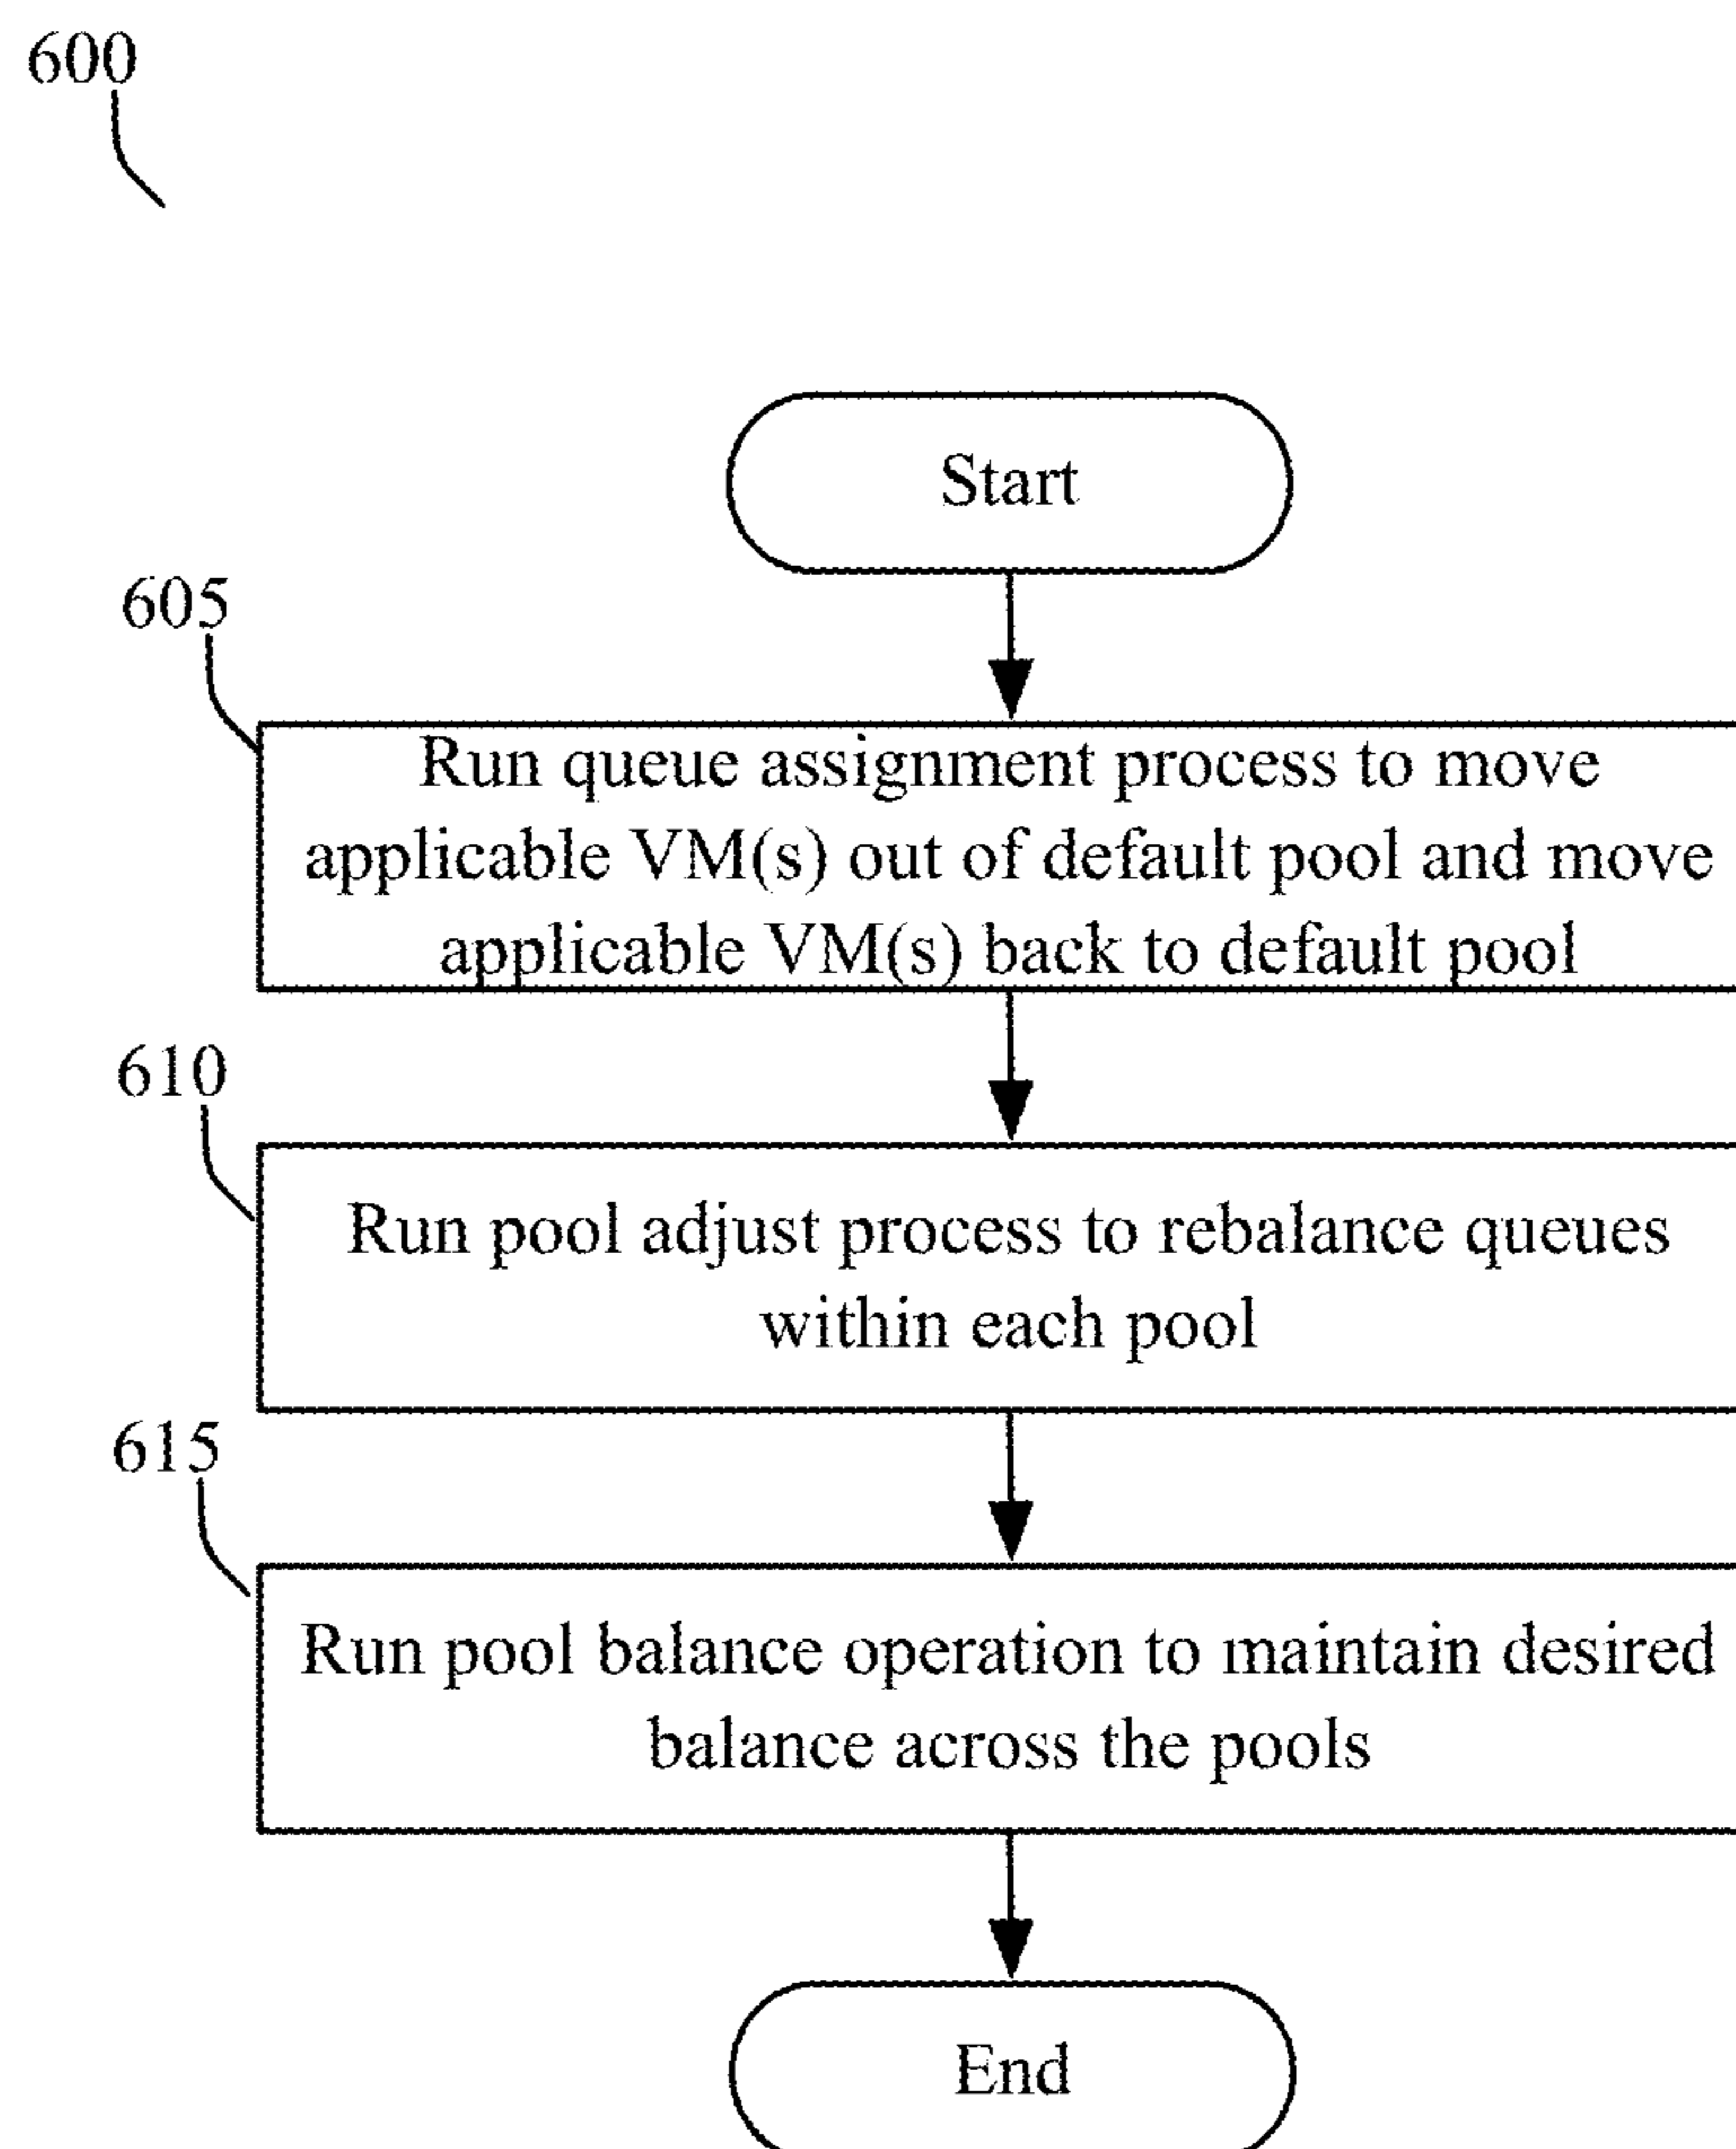 600
Start
605
Run queue assignment process to move
applicable VM(s) out of default pool and move
applicable VM(s) back to default pool
610
Run pool adjust process to rebalance queues
within each pool
615
Run pool balance operation to maintain desired
balance across the pools
End